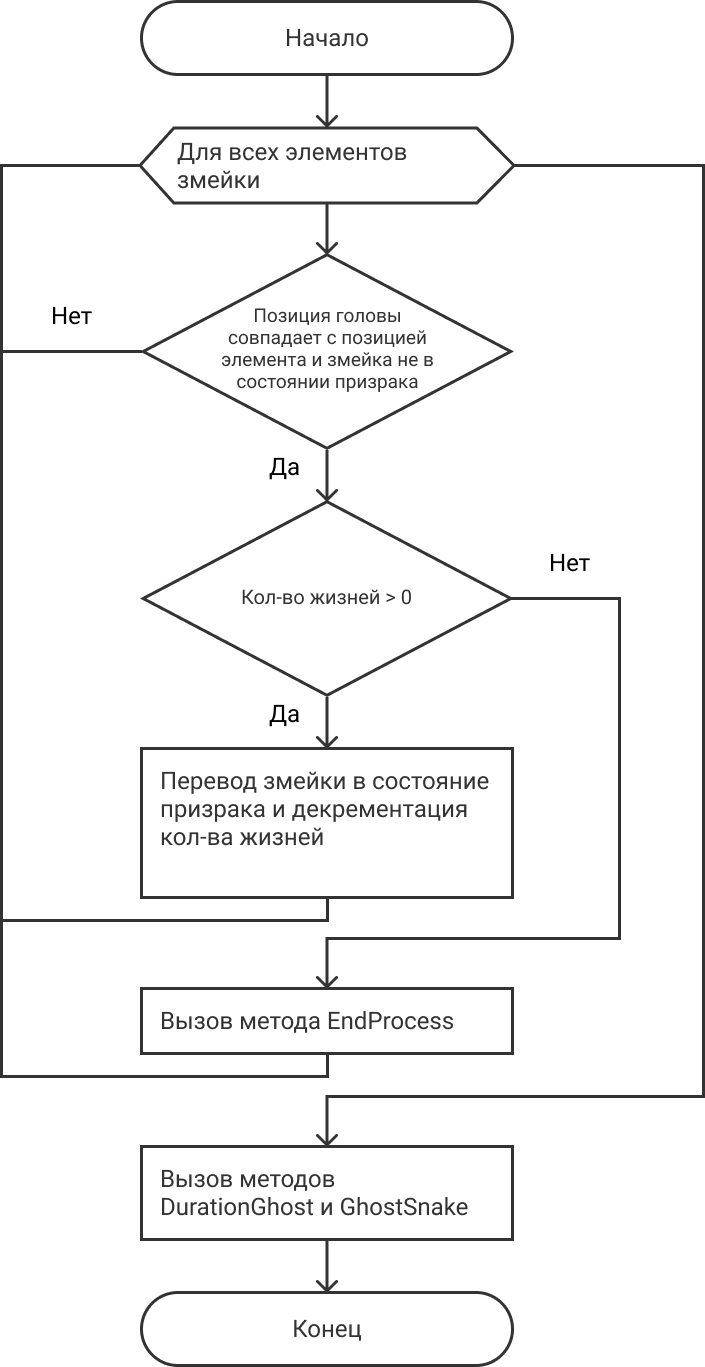 Начало
Для всех элементов
змейки
Нет
Позиция головы
совпадает с позицией
элемента и змейка не в
состоянии призрака
Да
Нет
Кол-во жизней > 0
Да
Перевод змейки в состояние
призрака и декрементация
кол-ва жизней
Вызов метода EndProcess
Вызов методов
DurationGhost и GhostSnake
Конец